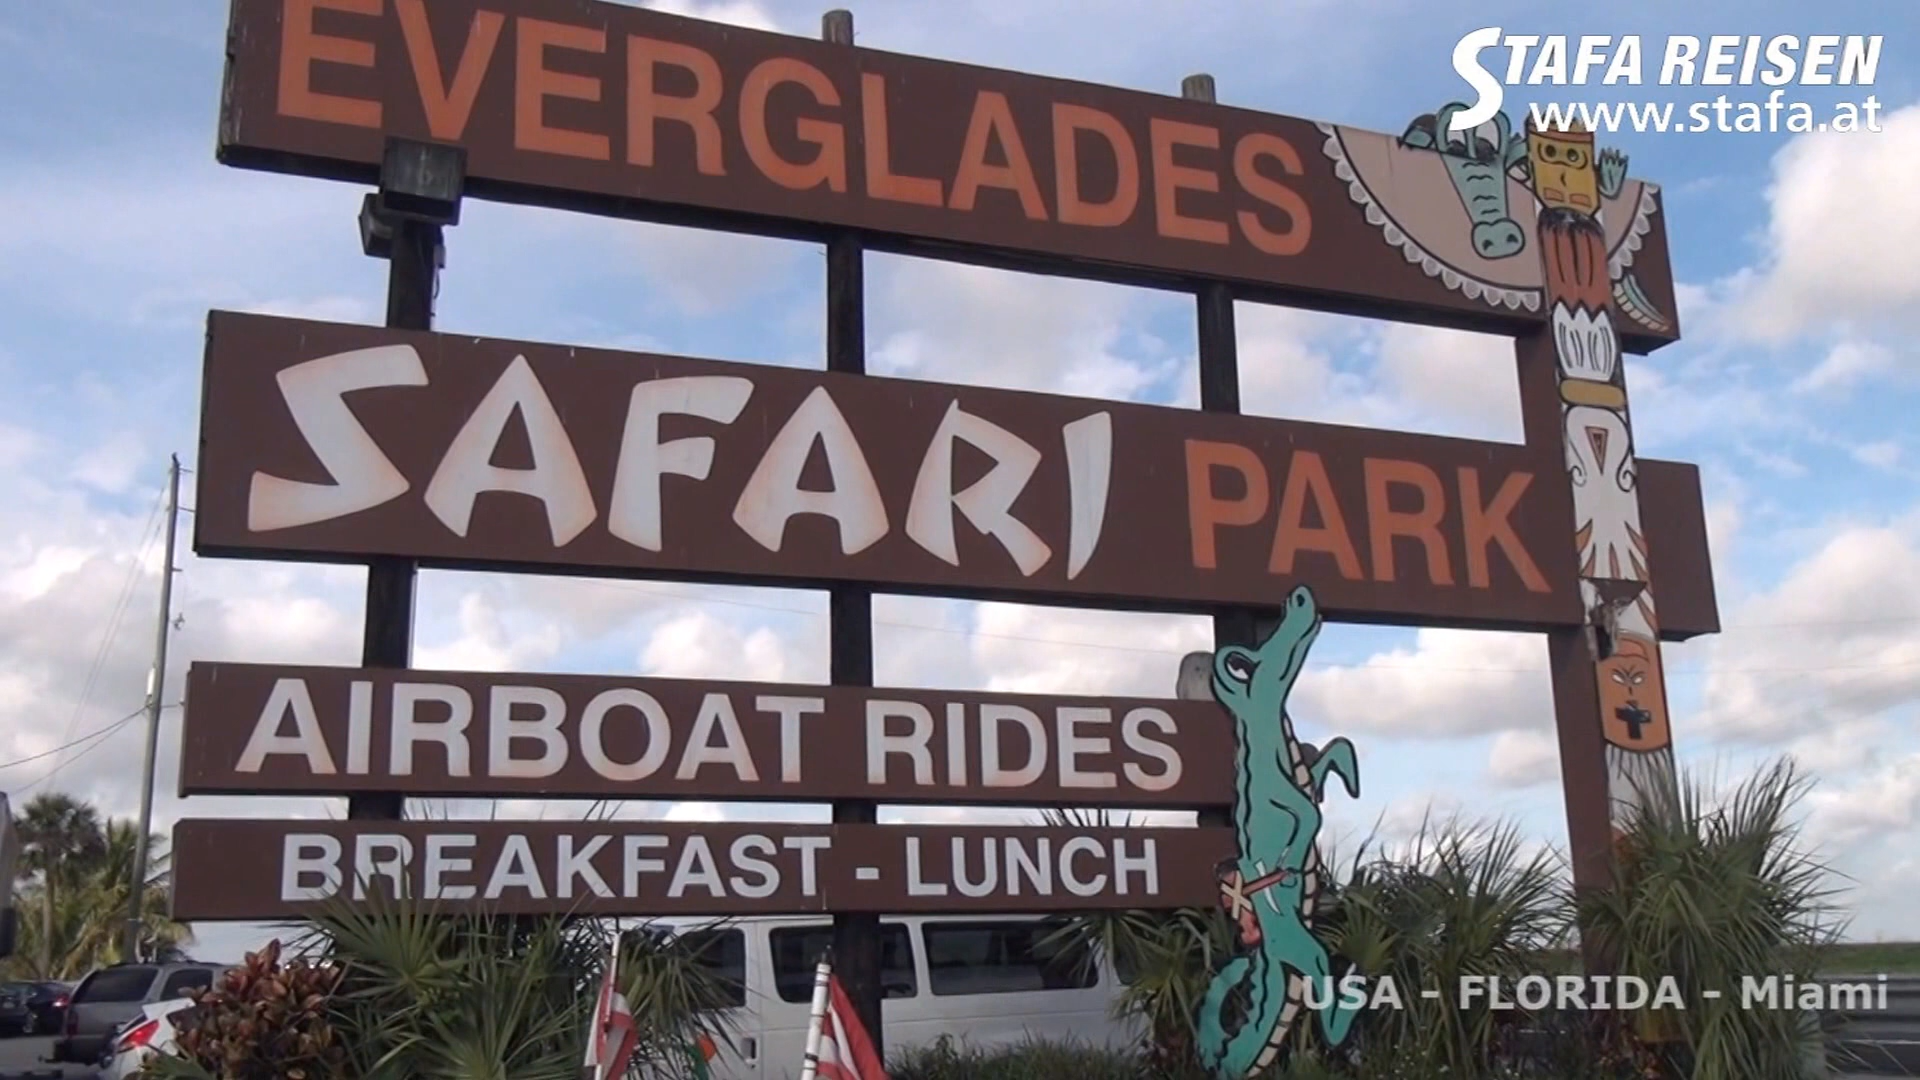 STAFA REISEN
www.stafa.at
EVERGLADES
SAFARI PARK
AIRBOAT RIDES
BREAKFAST - LUNCH
USA - FLORIDA - Miami